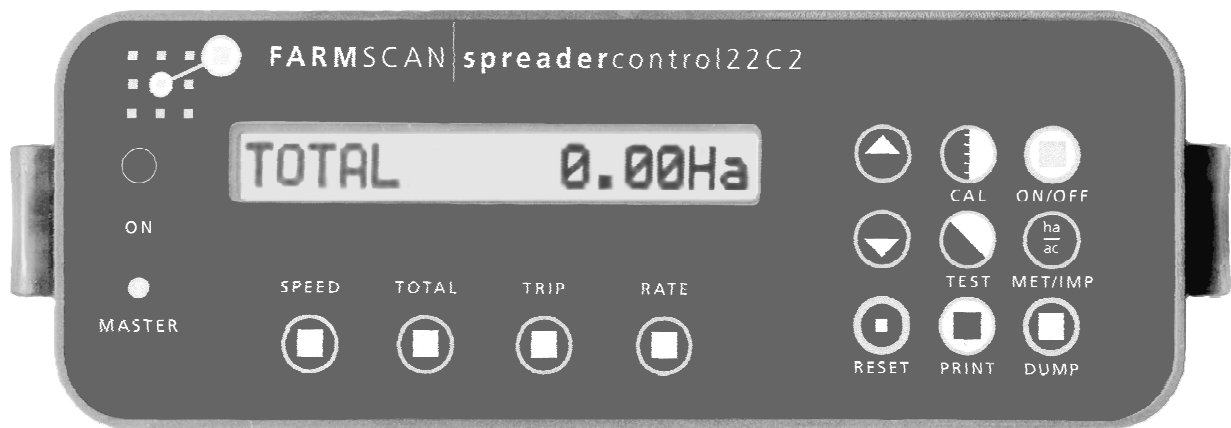 FARMSCAN spreadercontrol22C2
TOTAL 0.00Ha
ON
MASTER
SPEED TOTAL TRIP RATE
CAL ON/OFF
ha
ac
TEST MET/IMP
RESET PRINT DUMP